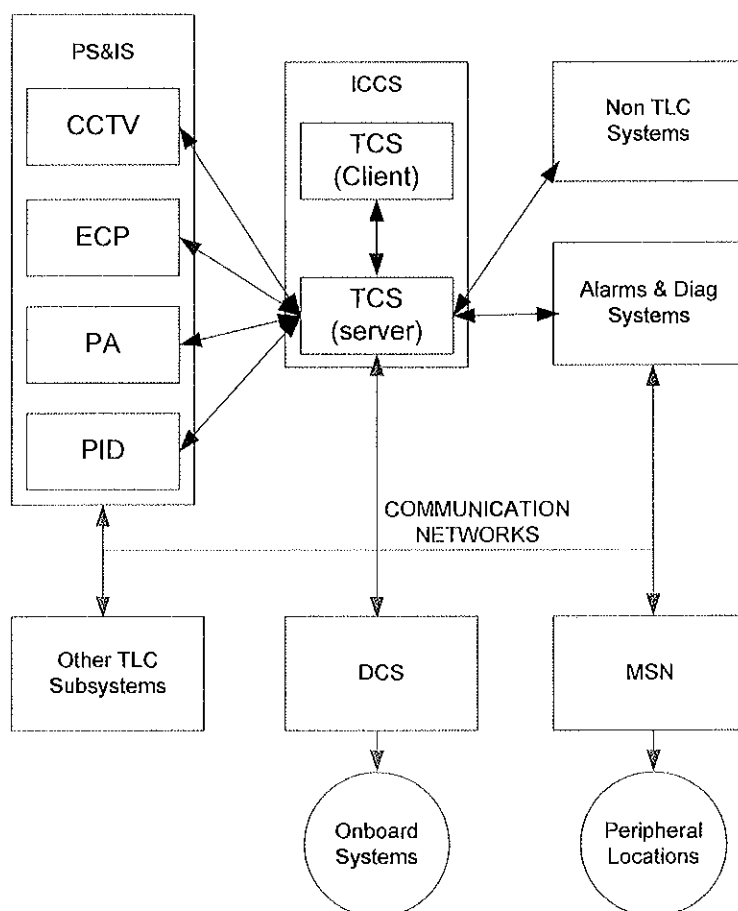 PS&IS
CCTV
ECP
PA
PID
ICCS
TCS
(Client)
TCS
(server)
Non TLC
Systems
Alarms & Diag
Systems
COMMUNICATION
NETWORKS
Other TLC
Subsystems
DCS
MSN
Onboard
Systems
Peripheral
Locations